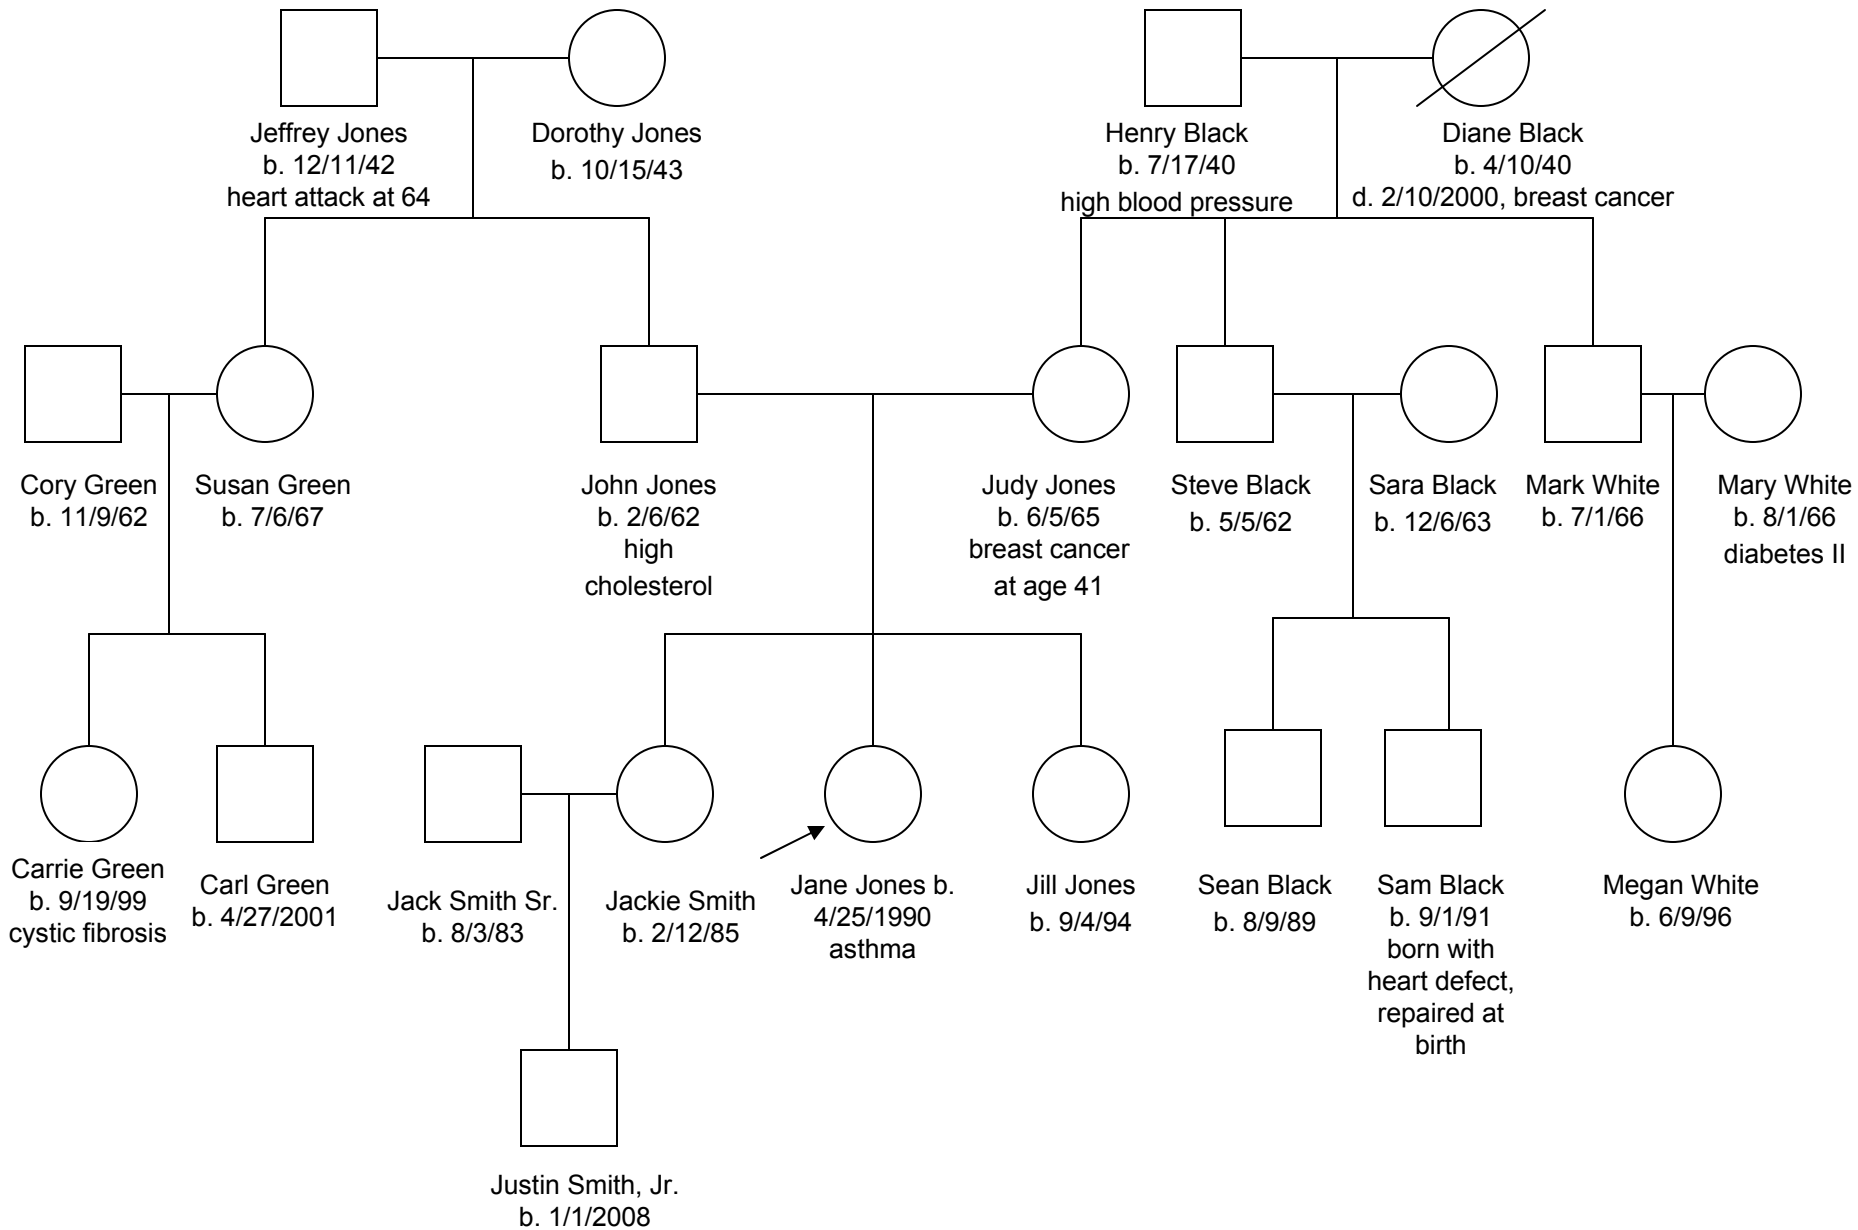 Jeffrey Jones
b. 12/11/42
heart attack at 64
Dorothy Jones
b. 10/15/43
Henry Black
b. 7/17/40
high blood pressure
Diane Black
b. 4/10/40
d. 2/10/2000, breast cancer
Cory Green
b. 11/9/62
Susan Green
b. 7/6/67
John Jones
b. 2/6/62
high
cholesterol
Judy Jones
b. 6/5/65
breast cancer
at age 41
Steve Black
b. 5/5/62
Sara Black
b. 12/6/63
Mark White
b. 7/1/66
Mary White
b. 8/1/66
diabetes II
Carrie Green
b. 9/19/99
cystic fibrosis
Carl Green
b. 4/27/2001
Jack Smith Sr.
b. 8/3/83
Jackie Smith
b. 2/12/85
Jane Jones b.
4/25/1990
asthma
Jill Jones
b. 9/4/94
Sean Black
b. 8/9/89
Sam Black
b. 9/1/91
born with
heart defect,
repaired at
birth
Megan White
b. 6/9/96
Justin Smith, Jr.
b. 1/1/2008